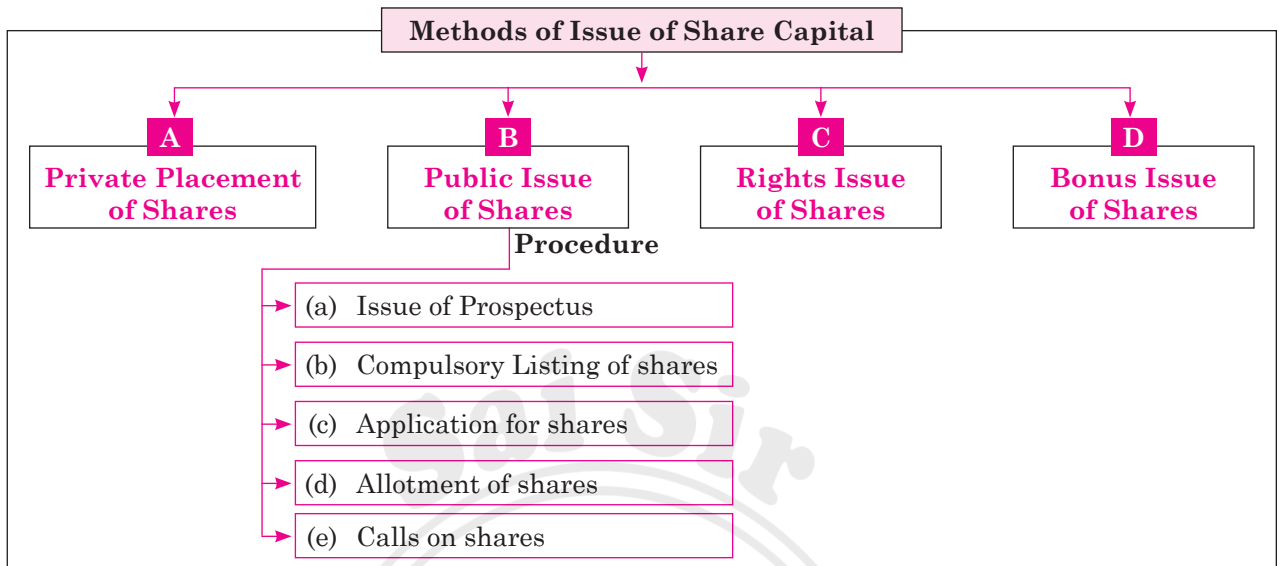 Methods of Issue of Share Capital
A
Private Placement
of Shares
B
Public Issue
of Shares
C
Rights Issue
of Shares
D
Bonus Issue
of Shares
Procedure
(a) Issue of Prospectus
(b) Compulsory Listing of shares
(c) Application for shares
(d) Allotment of shares
(e) Calls on shares
Sai Sir